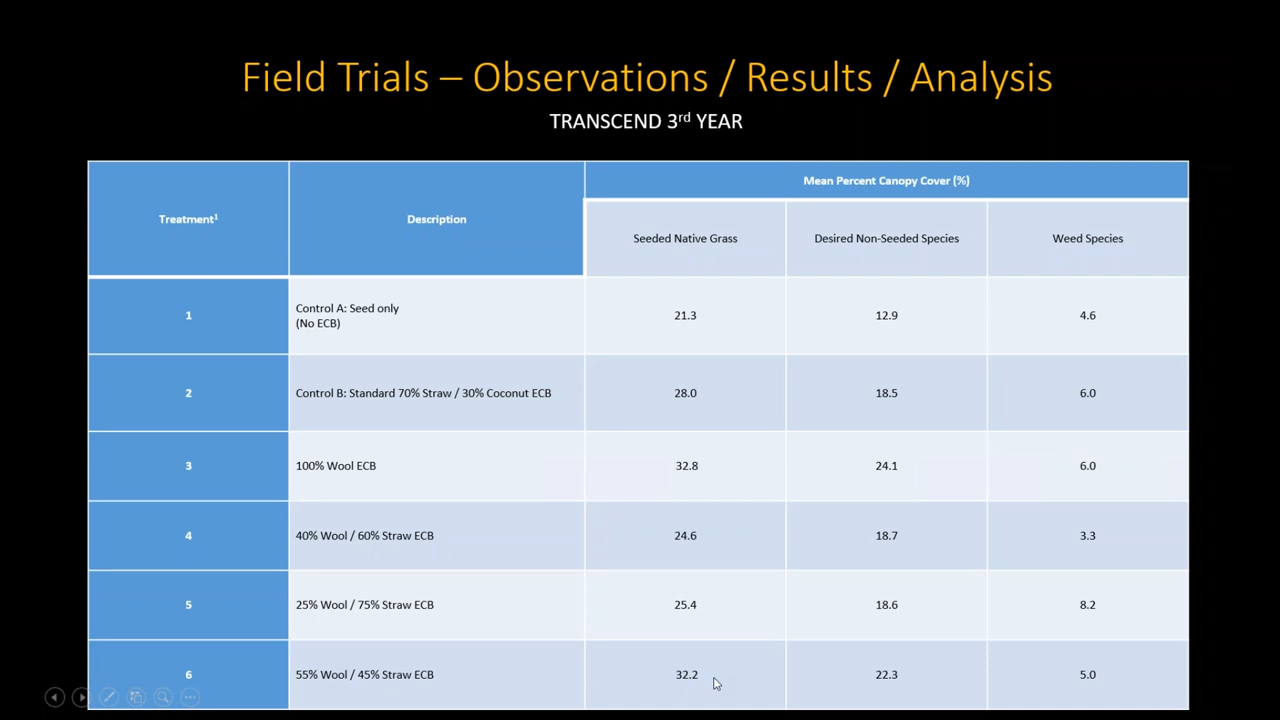 Field Trials – Observations / Results / Analysis
TRANSCEND 3rd YEAR
Treatment1
Description
Mean Percent Canopy Cover (%)
Seeded Native Grass
Desired Non-Seeded Species
Weed Species
1
Control A: Seed only
(No ECB)
21.3
12.9
4.6
2
Control B: Standard 70% Straw / 30% Coconut ECB
28.0
18.5
6.0
3
100% Wool ECB
32.8
24.1
6.0
4
40% Wool / 60% Straw ECB
24.6
18.7
3.3
5
25% Wool / 75% Straw ECB
25.4
18.6
8.2
6
55% Wool / 45% Straw ECB
32.2
22.3
5.0